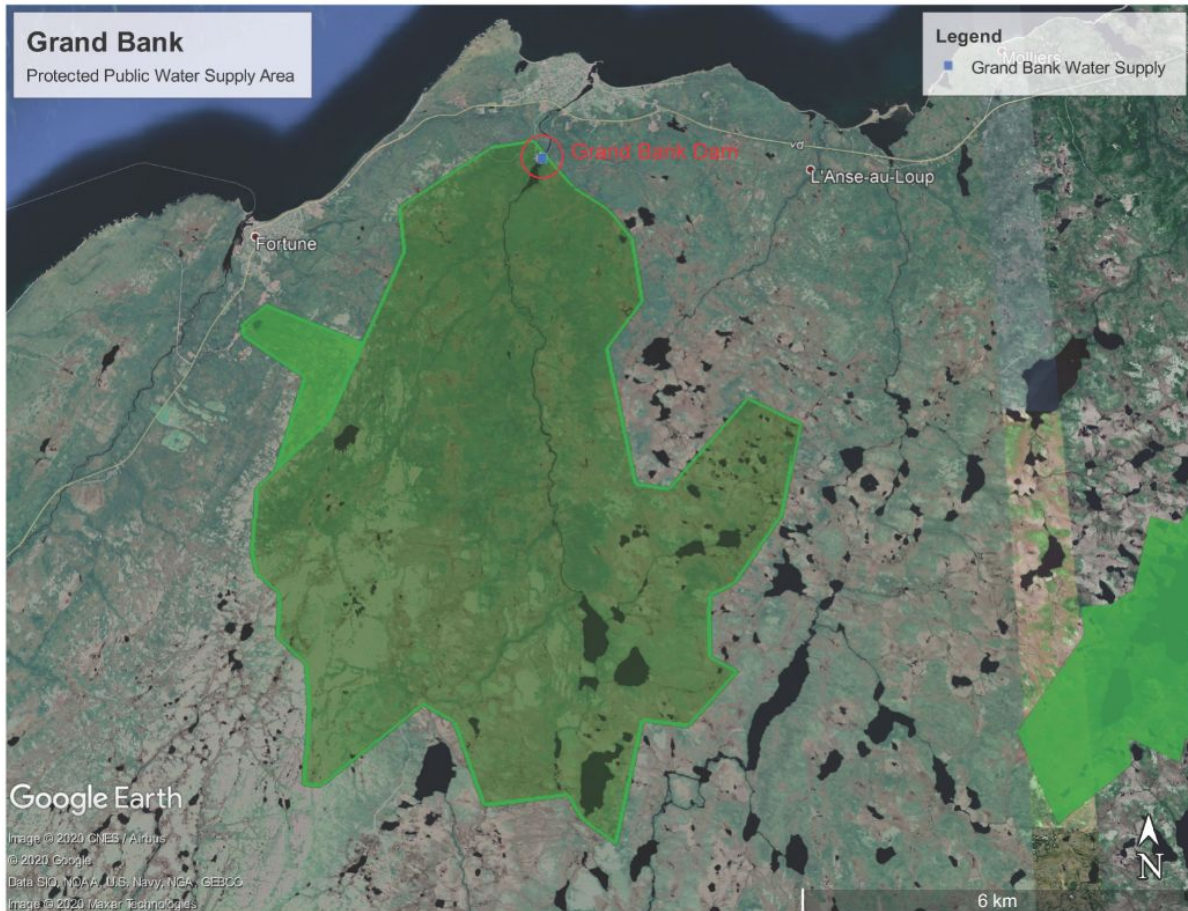 Grand Bank
Protected Public Water Supply Area
Legend
Molliers
Grand Bank Water Supply
Grand Bank Dam
L'Anse-au-Loup
Fortune
Google Earth
Image © 2020 CNES / Airbus
© 2020 Google
Data SIO, NOAA, U.S. Navy, NGA, GEBCO
Image © 2020 Maxar Technologies
N
6 km